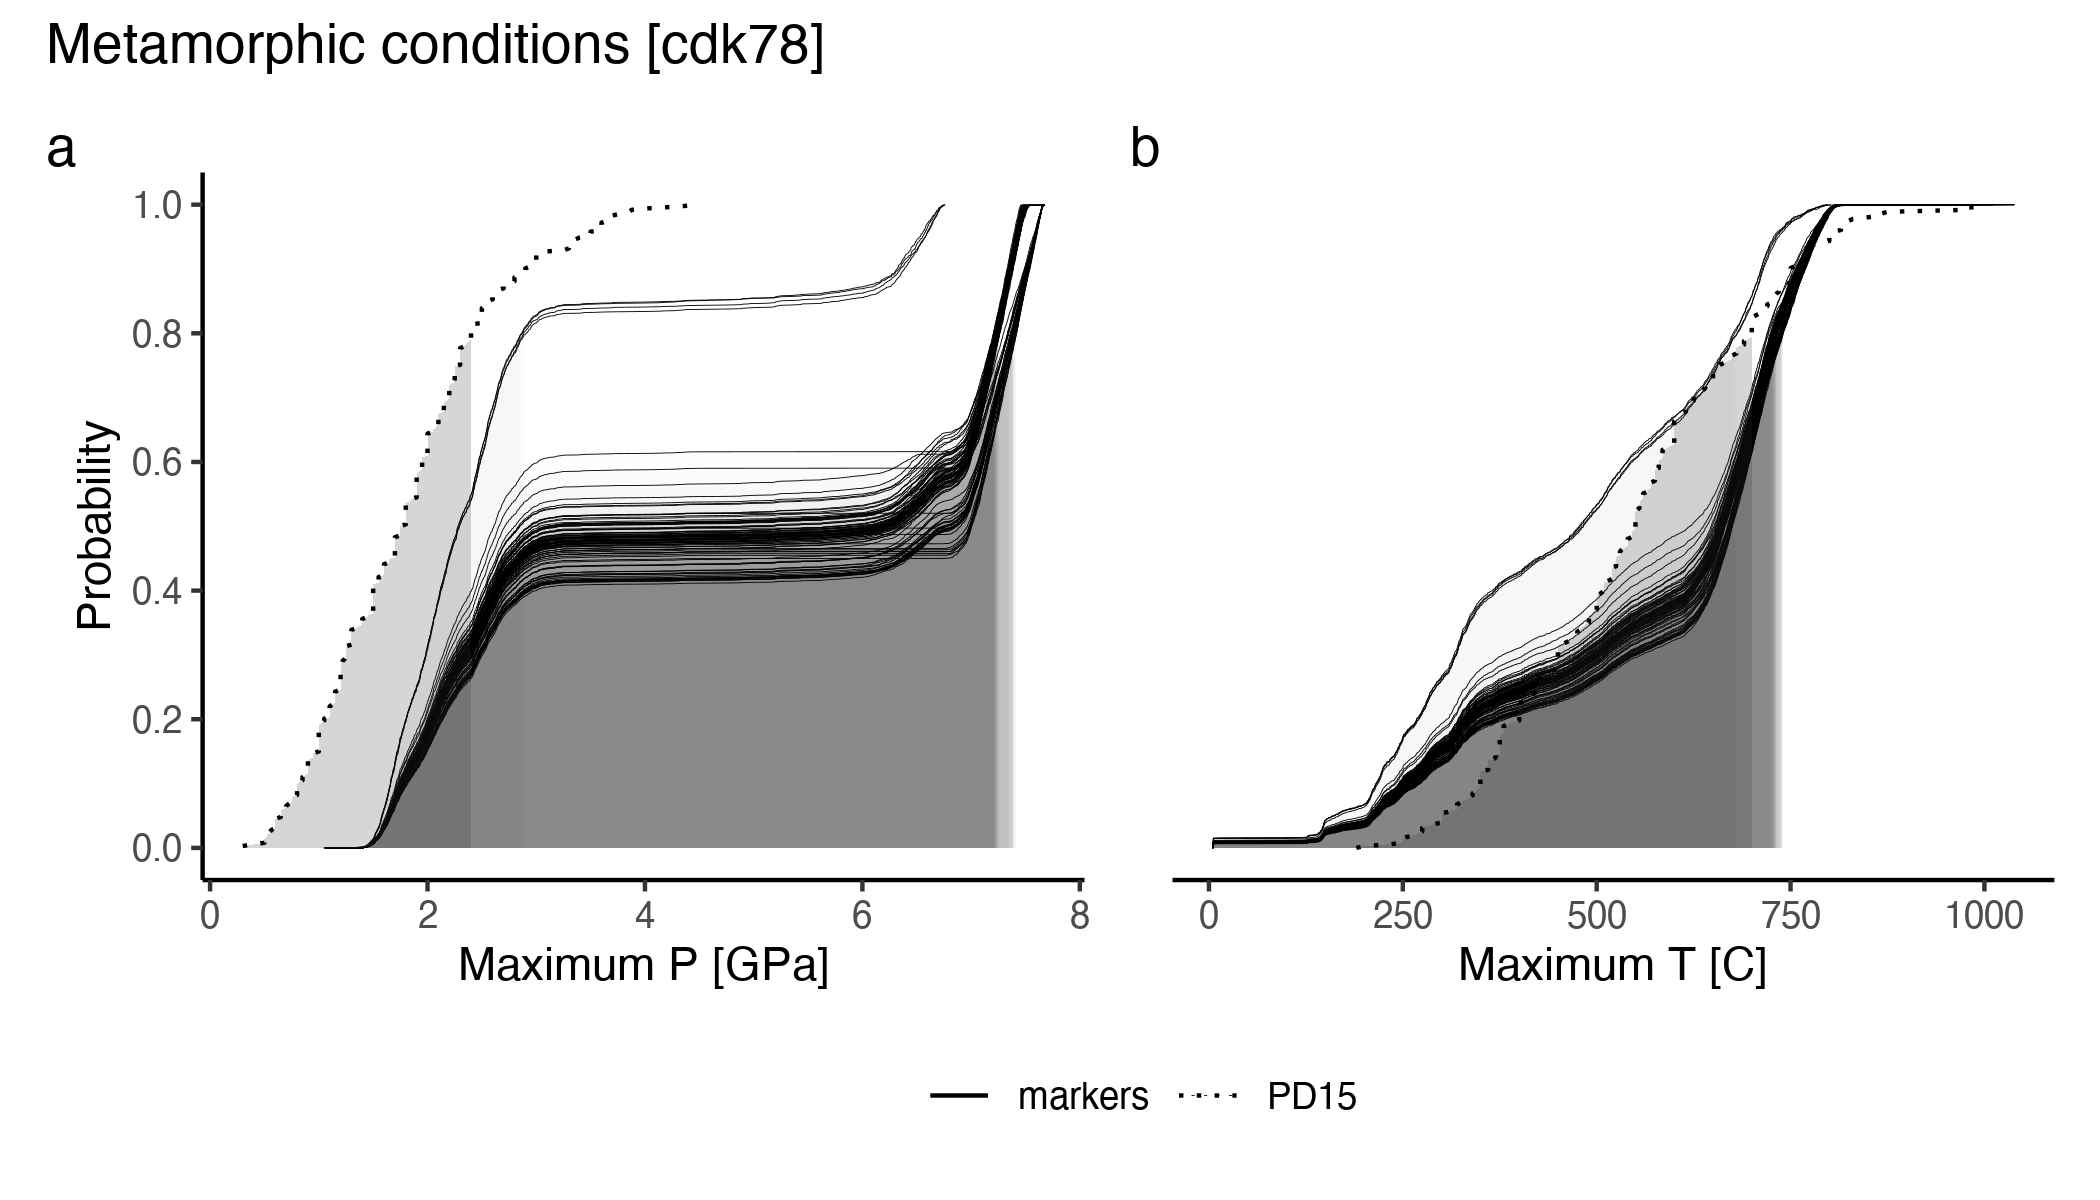 Metamorphic conditions [cdk78]
a
1.0
0.8
0.6
0.4
0.2
0.0
Probability
0 2 4 6 8
Maximum P [GPa]
b
0 250 500 750 1000
Maximum T [C]
markers PD15